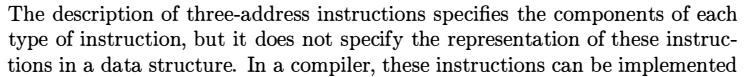 The description of three-address instructions specifies the components of each
type of instruction, but it does not specify the representation of these instruc-
tions in a data structure. In a compiler, these instructions can be implemented